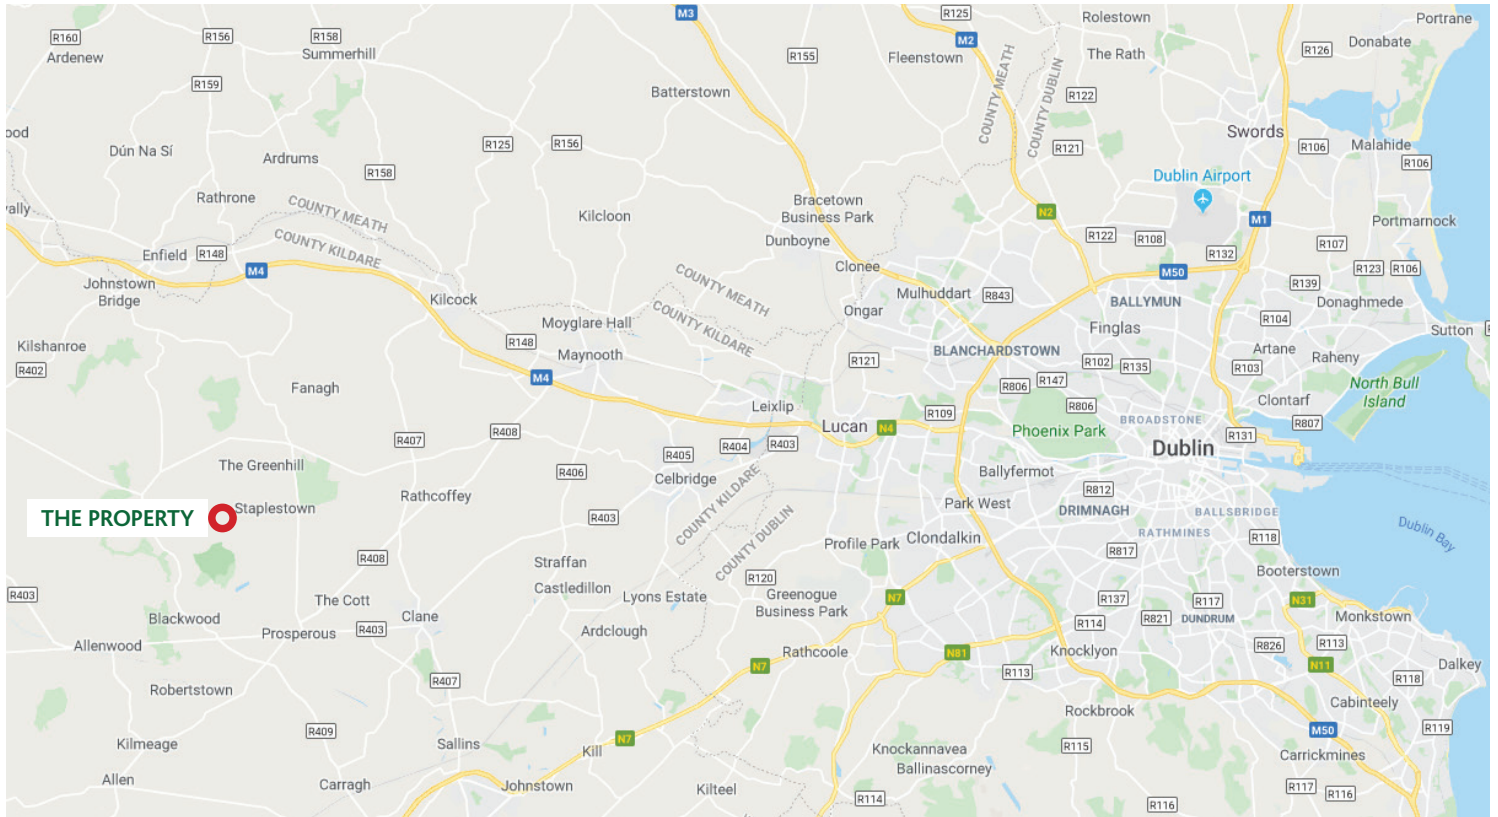 M3
R125
Rolestown
Portrane
R160
R156
R158
M2
R126
Donabate
Ardenew
Summerhill
R155
Fleenstown
The Rath
R159
Batterstown
COUNTY MEATH
COUNTY DUBLIN
R122
ood
Swords
Dún Na Sí
Ardrums
R125
R156
R121
R106
Malahide
R158
R106
Dublin Airport
Rathrone
Bracetown
Business Park
rally
COUNTY MEATH
Kilcloon
N2
M1
Portmarnock
COUNTY KILDARE
Dunboyne
R122
R108
R107
Enfield
R148
R132
M4
Clonee
M50
R123
R106
Johnstown
Bridge
COUNTY MEATH
Mulhuddart
R843
R139
Kilcock
BALLYMUN
Donaghmede
Ongar
COUNTY KILDARE
Moyglare Hall
Finglas
R104
Sutton
Kilshanroe
R148
Maynooth
BLANCHARDSTOWN
Artane
Raheny
R402
R121
R102
R135
R103
M4
R806
R147
North Bull
Island
Fanagh
Clontarf
Leixlip
R109
R806
BROADSTONE
Lucan
N4
Phoenix Park
R807
R407
R408
R404
R403
R131
Dublin
R405
The Greenhill
R406
Celbridge
Ballyfermot
Rathcoffey
COUNTY KILDARE
R812
Park West
Staplestown
THE PROPERTY
R403
COUNTY DUBLIN
DRIMNAGH
BALLSBRIDGE
RATHMINES
Dublin Bay
Profile Park
Clondalkin
R118
R408
Straffan
R817
Booterstown
R403
Castledillon
R120
Lyons Estate
Greenogue
Business Park
N7
R137
R117
N31
The Cott
Blackwood
Clane
R114
R821
DUNDRUM
Monkstown
Prosperous
R403
Ardclough
Allenwood
Rathcoole
N81
Knocklyon
R826
R113
N7
R113
N11
Dalkey
R407
R118
Robertstown
Cabinteely
Rockbrook
R409
R119
N7
M50
Kilmeage
Sallins
Kill
Knockannavea
R115
Carrickmines
Ballinascorney
Allen
Carragh
Johnstown
Kilteel
R117
R116
R114
R116